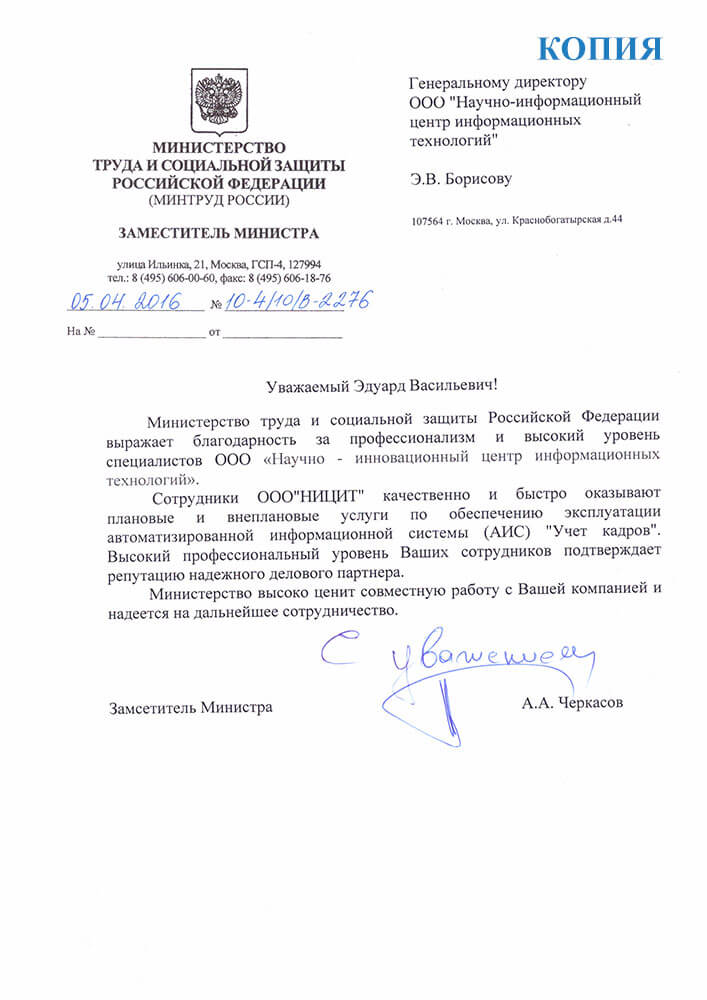 КОПИЯ
МИНИСТЕРСТВО
ТРУДА И СОЦИАЛЬНОЙ ЗАЩИТЫ
РОССИЙСКОЙ ФЕДЕРАЦИИ
(МИНТРУД РОССИИ)
ЗАМЕСТИТЕЛЬ МИНИСТРА
улица Ильинка, 21, Москва, ГСП-4, 127994
тел.: 8 (495) 606-00-60, факс: 8 (495) 606-18-76
05.04.2016 № 10-4/10/В-2276
На № ____________ от ____________
Генеральному директору
ООО "Научно-информационный
центр информационных
технологий"
Э.В. Борисову
107564 г. Москва, ул. Краснобогатырская д.44
Уважаемый Эдуард Васильевич!
Министерство труда и социальной защиты Российской Федерации
выражает благодарность за профессионализм и высокий уровень
специалистов ООО «Научно - инновационный центр информационных
технологий».
Сотрудники ООО"НИЦИТ" качественно и быстро оказывают
плановые и внеплановые услуги по обеспечению эксплуатации
автоматизированной информационной системы (АИС) "Учет кадров".
Высокий профессиональный уровень Ваших сотрудников подтверждает
репутацию надежного делового партнера.
Министерство высоко ценит совместную работу с Вашей компанией и
надеется на дальнейшее сотрудничество.
С уважением
Замсетитель Министра А.А. Черкасов